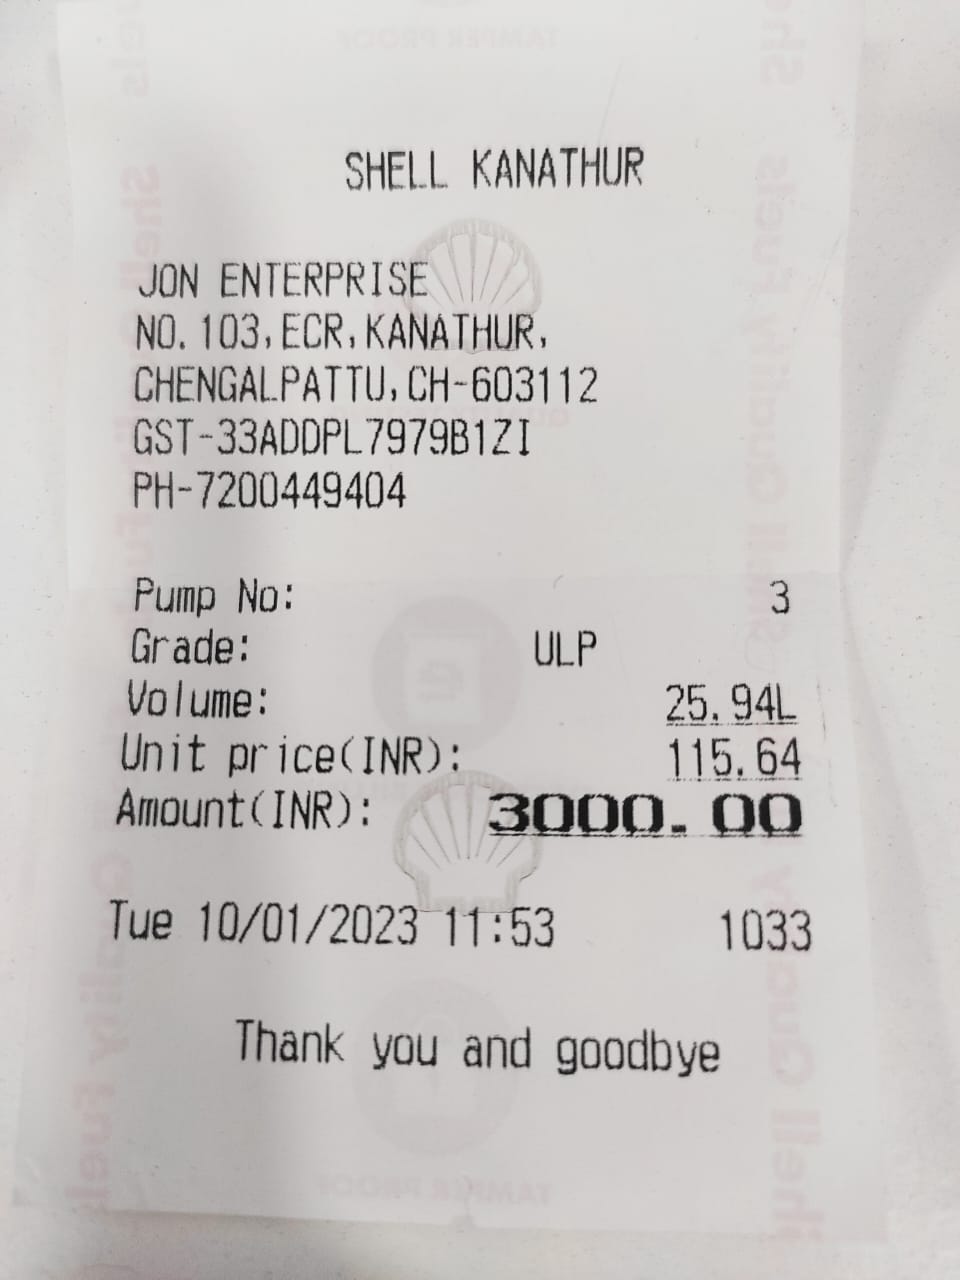 SHELL KANATHUR
JON ENTERPRISE
NO. 103, ECR, KANATHUR,
CHENGALPATTU, CH-603112
GST-33ADDPL7979B1ZI
PH-7200449404
Pump No: 3
Grade: ULP
Volume: 25.94L
Unit price(INR): 115.64
Amount(INR): 3000.00
Tue 10/01/2023 11:53 1033
Thank you and goodbye